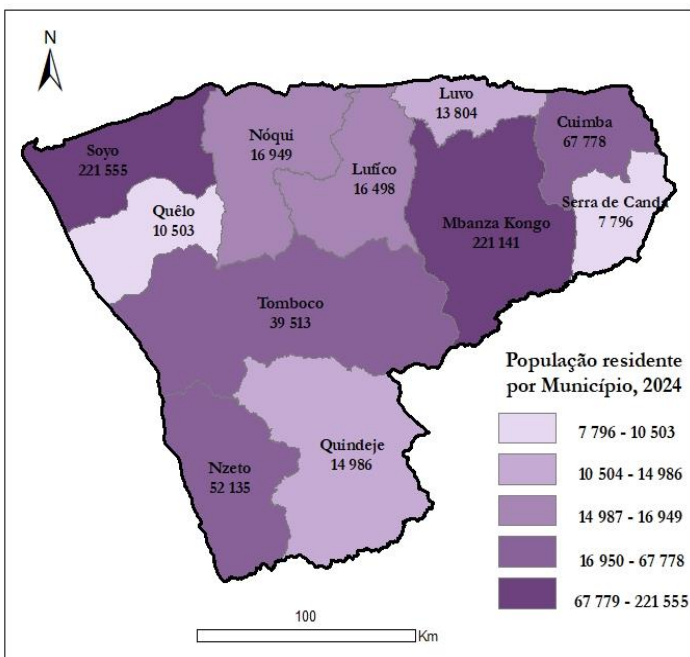 N
Luvo
13 804
Cuimba
67 778
Nóqui
16 949
Soyo
221 555
Lufíco
16 498
Quêlo
10 503
Serra de Canda
7 796
Mbanza Kongo
221 141
Tomboco
39 513
Quindeje
14 986
Nzeto
52 135
População residente
por Município, 2024
7 796 - 10 503
10 504 - 14 986
14 987 - 16 949
16 950 - 67 778
67 779 - 221 555
100
Km